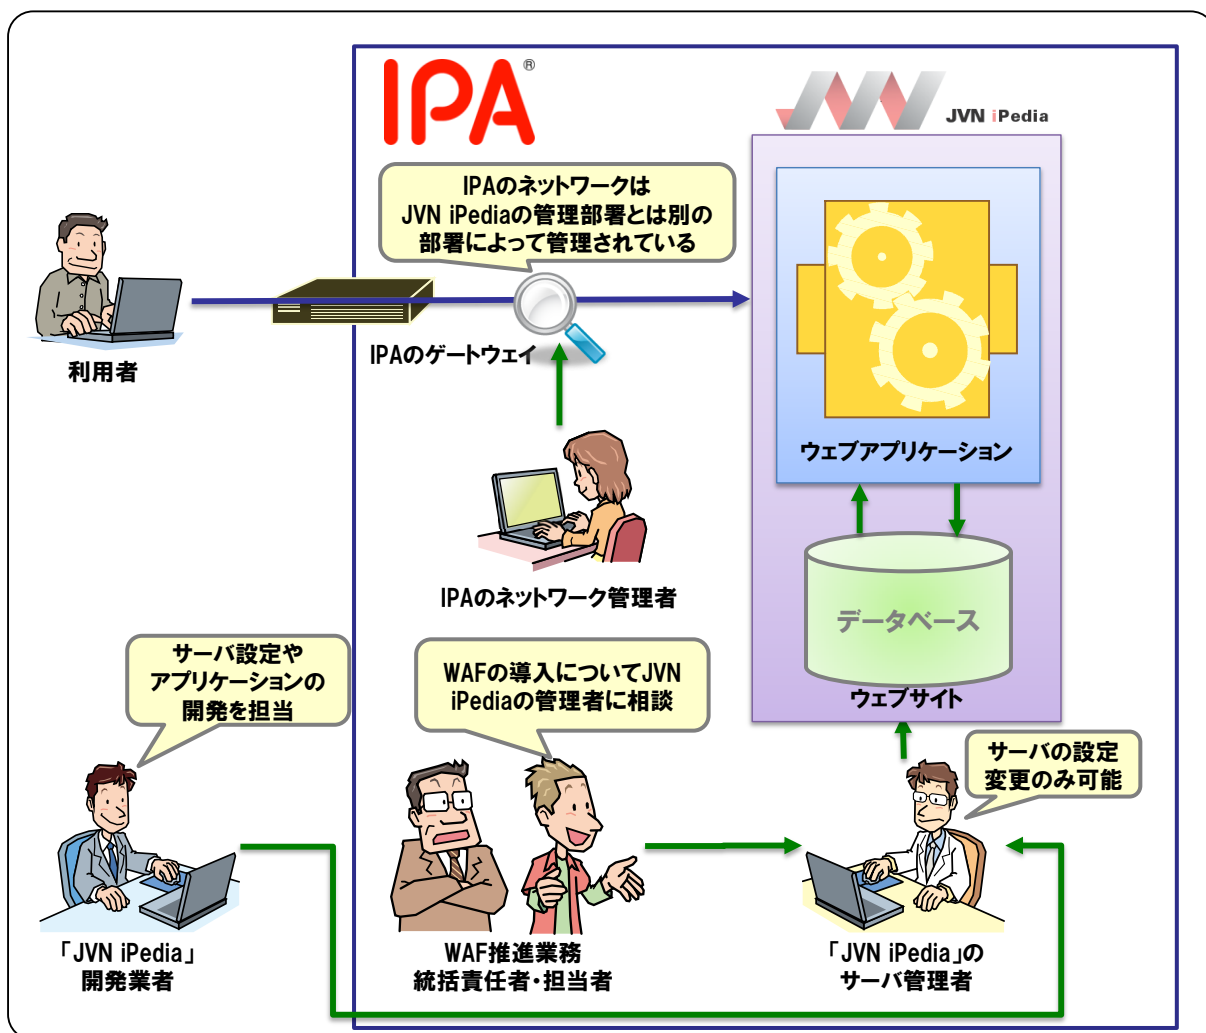 IPA®
JVN iPedia
IPAのネットワークは
JVN iPediaの管理部署とは別の
部署によって管理されている
利用者
IPAのゲートウェイ
ウェブアプリケーション
IPAのネットワーク管理者
データベース
ウェブサイト
サーバ設定や
アプリケーションの
開発を担当
WAFの導入についてJVN
iPediaの管理者に相談
サーバの設定
変更のみ可能
「JVN iPedia」
開発業者
WAF推進業務
統括責任者・担当者
「JVN iPedia」の
サーバ管理者